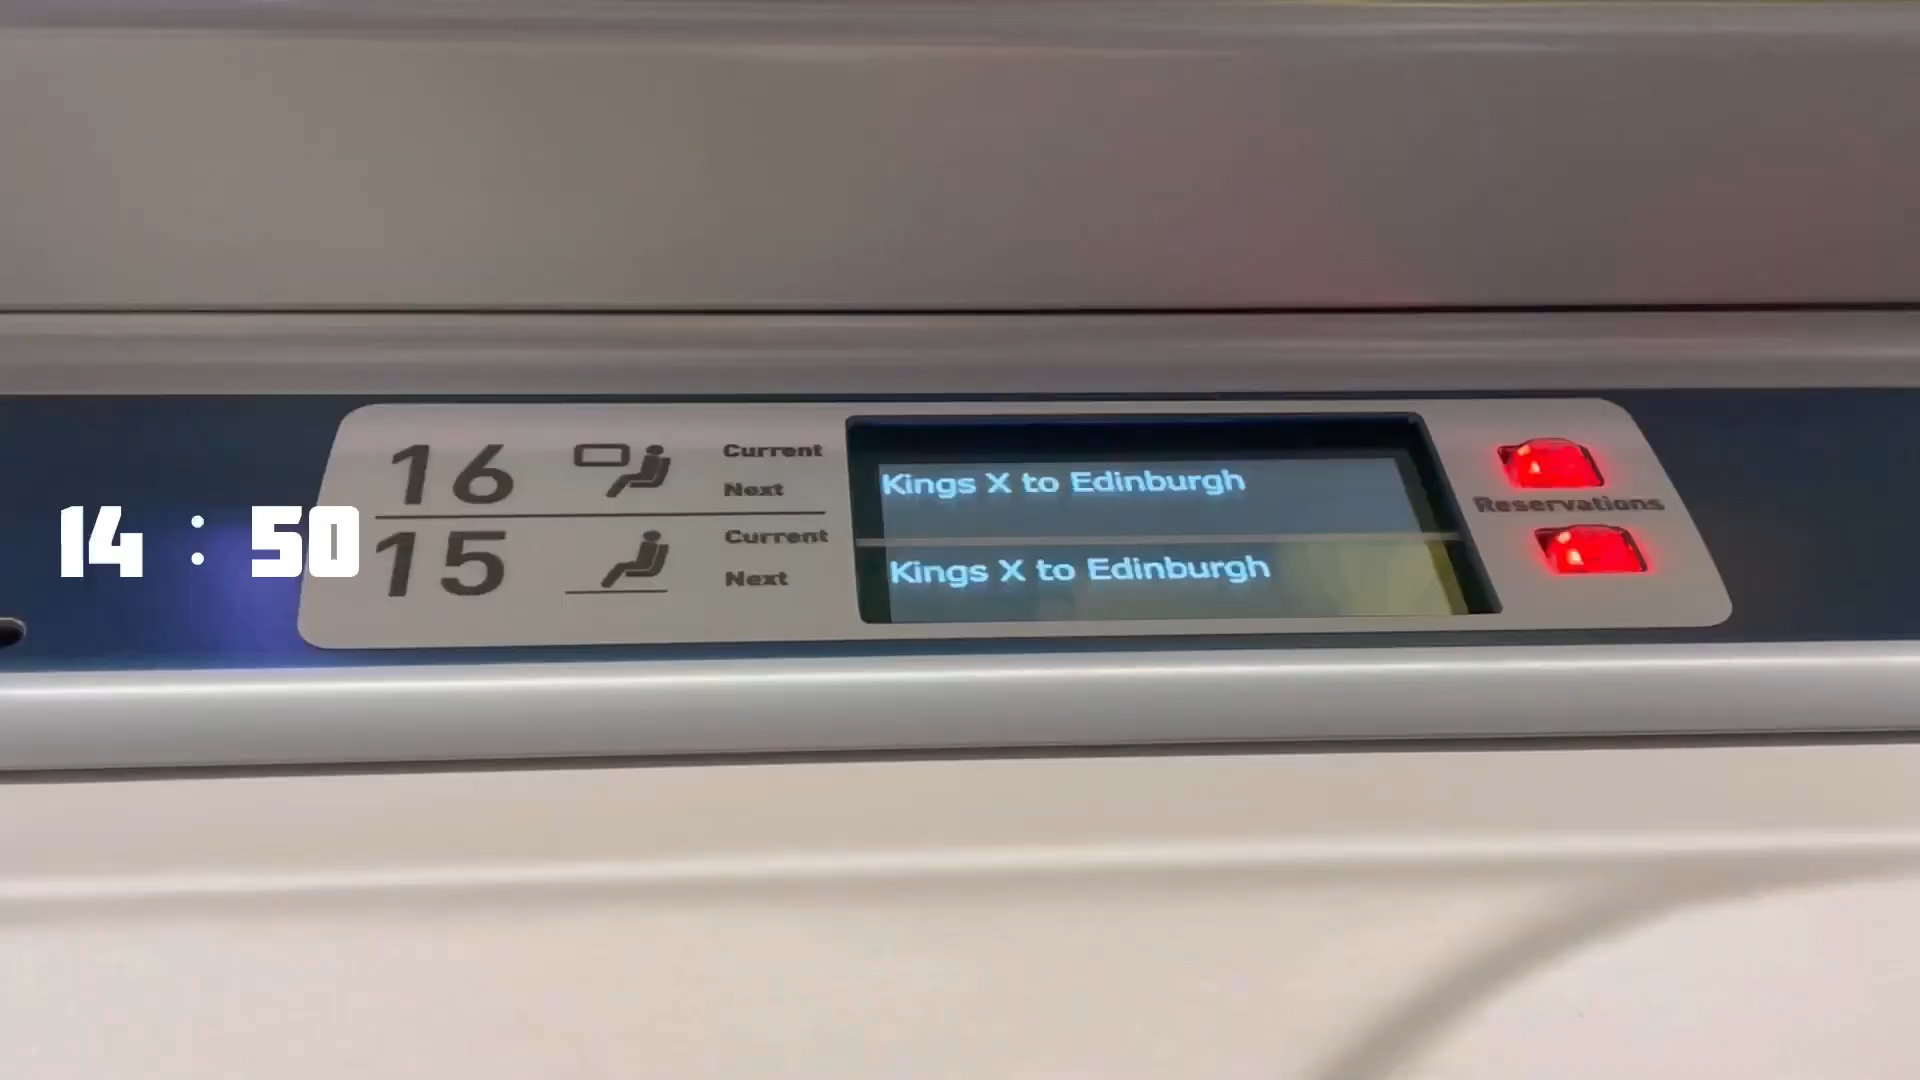 16 Current Kings X to Edinburgh
Next
Reservations
14 : 50
15 Current Kings X to Edinburgh
Next